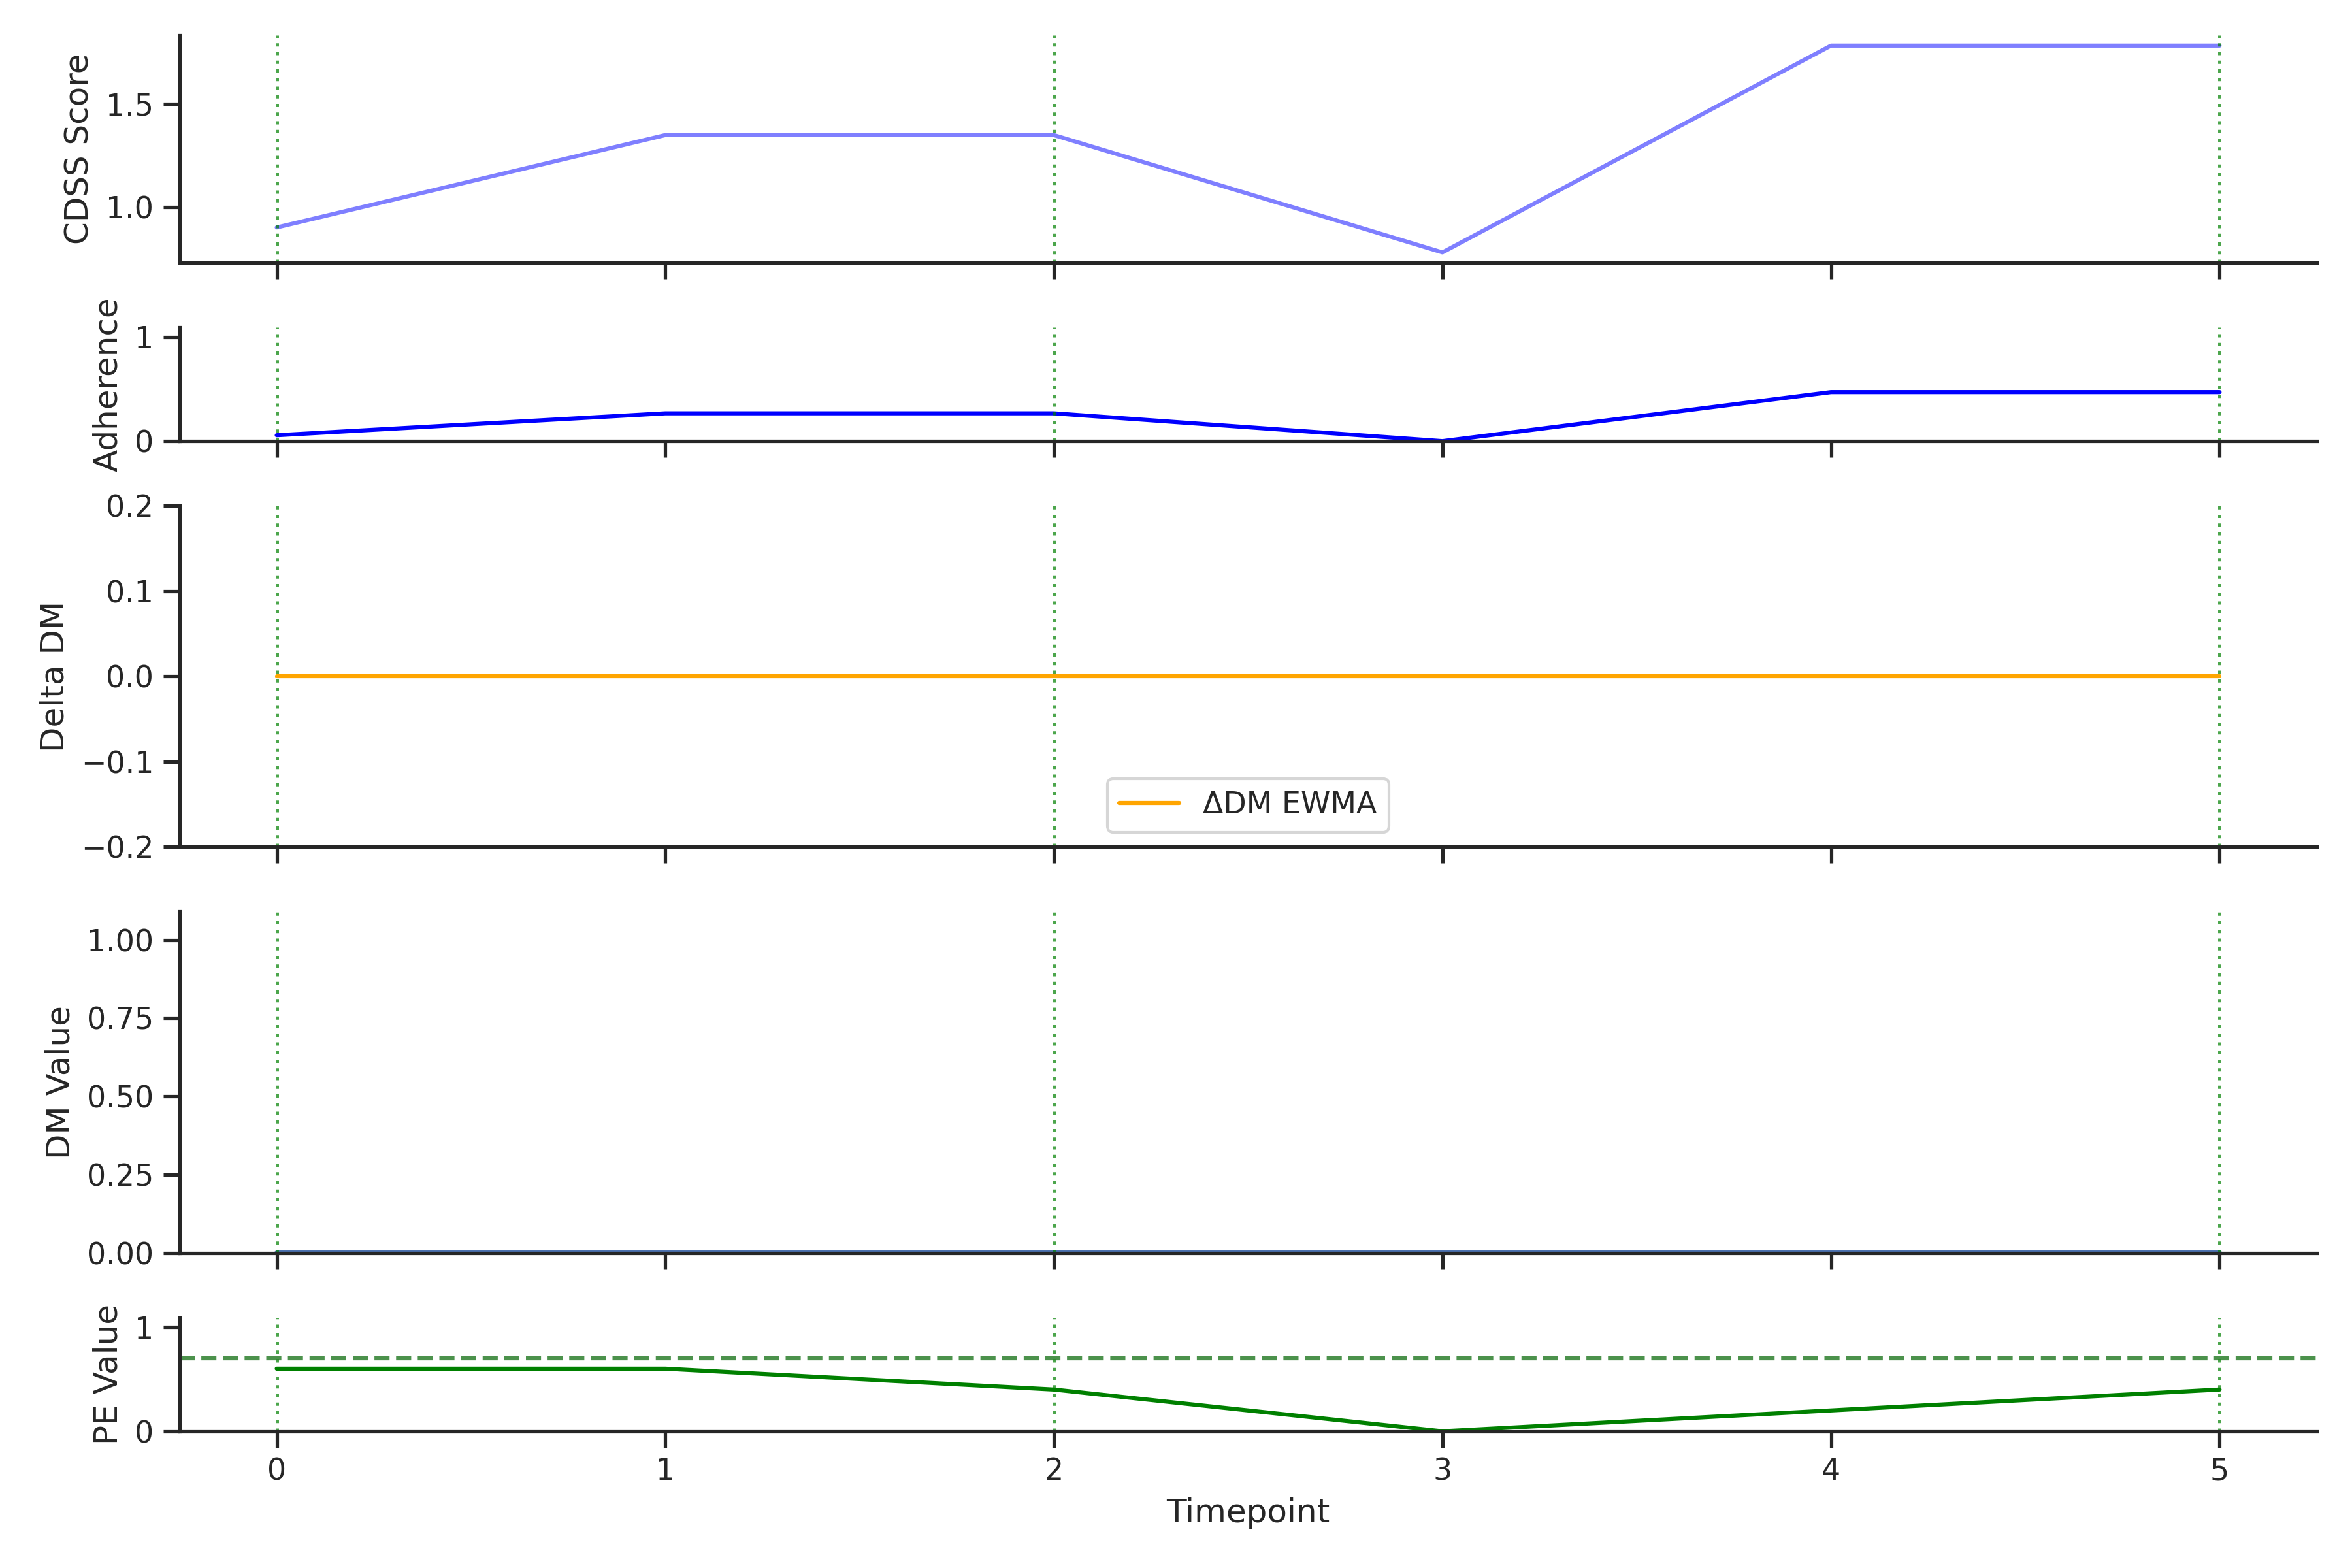 CDSS Score
1.5
1.0
Adherence
1
0
Delta DM
0.2
0.1
0.0
−0.1
−0.2
ΔDM EWMA
DM Value
1.00
0.75
0.50
0.25
0.00
PE Value
1
0
0 1 2 3 4 5
Timepoint